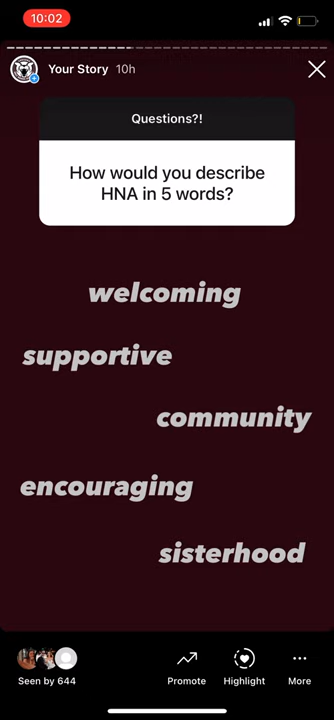 10:02
Your Story 10h
Questions?!
How would you describe
HNA in 5 words?
welcoming
supportive
community
encouraging
sisterhood
Seen by 644
Promote
Highlight
More